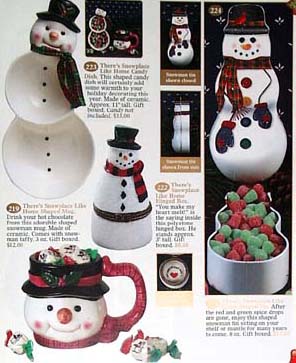 223 There's Snowplace
Like Home Candy
Dish. This shaped candy
dish will certainly add
some warmth to your
holiday decorating this
year. Made of ceramic.
Approx. 11" tall. Gift
boxed. Candy not
included. $15.00
Snowman tin
shown closed
224
Snowman tin
shown from side
219 There's Snowplace Like
Home Shaped Mug.
Drink your hot chocolate
from this adorable shaped
snowman mug. Made of
ceramic. Comes with snow-
man taffy. 3 oz. Gift boxed.
$12.00
222 There's
Snowplace
Like Home
Hinged Box.
"You make my
heart melt!" is
the saying inside
this polystone
hinged box. He
stands approx.
tall. Gift
boxed.
After
the red and green spice drops
are gone, enjoy this shaped
snowman tin sitting on your
shelf or mantle for many years
to come. 8 oz. Gift boxed.